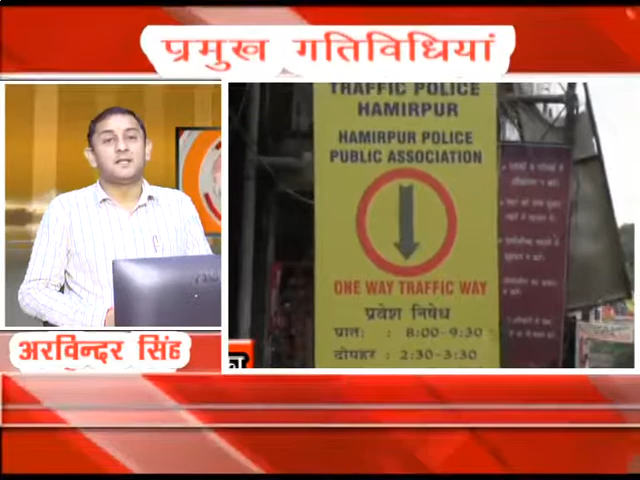 प्रमुख गतिविधियां
TRAFFIC POLICE
HAMIRPUR
HAMIRPUR POLICE
PUBLIC ASSOCIATION
ONE WAY TRAFFIC WAY
प्रवेश निषेध
प्रातः : 8:00-9:30
दोपहर : 2:30-3:30
अरविन्दर सिंह